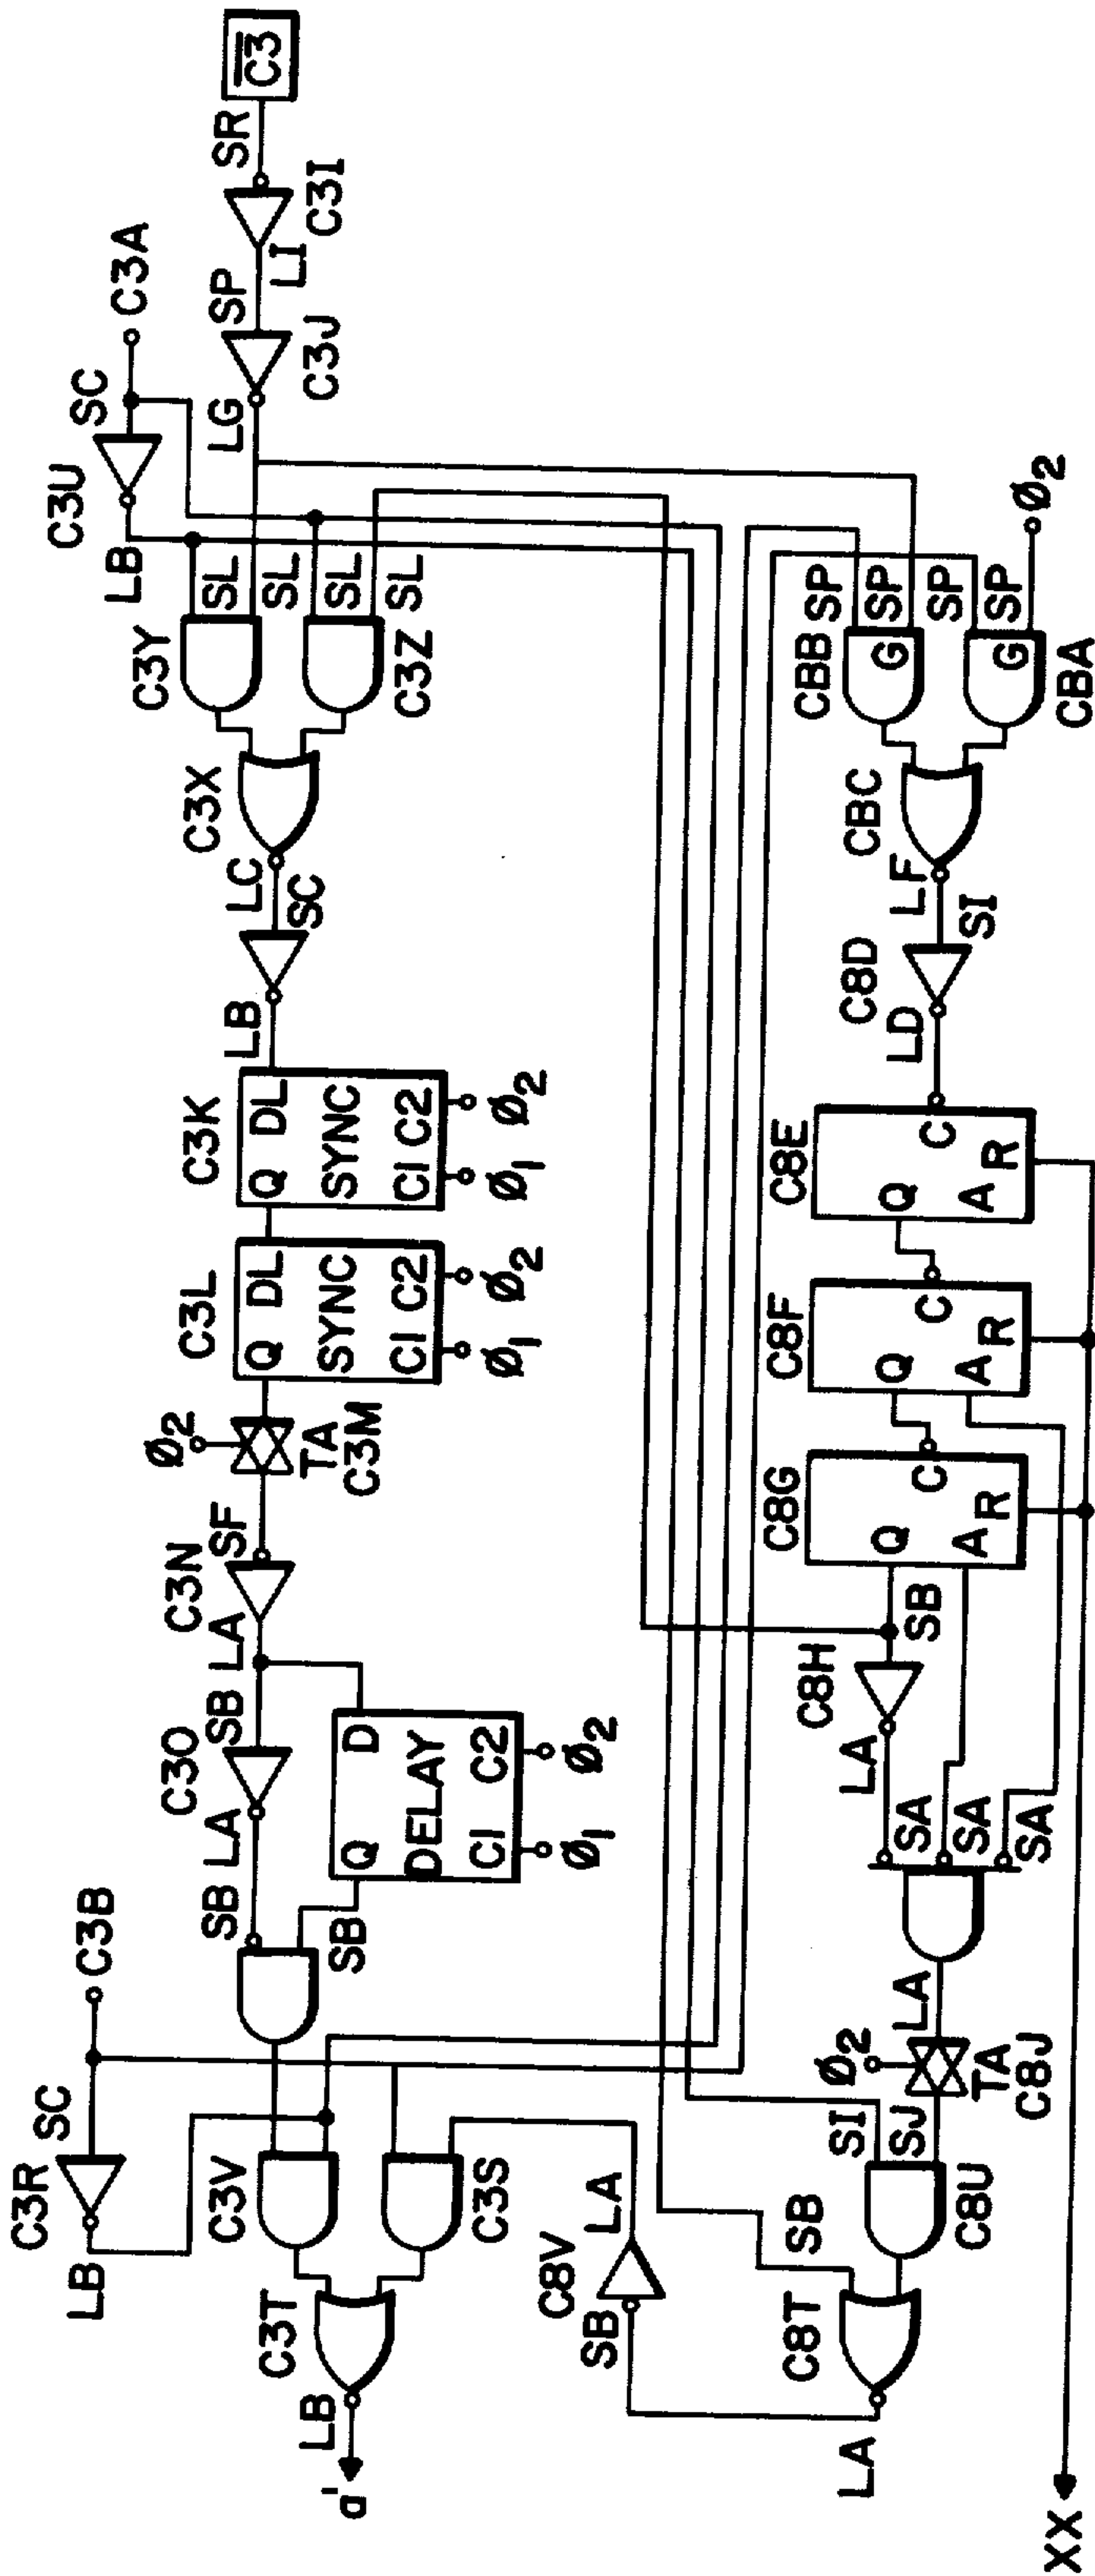 C3R
SC
C3B
C3O
C3N
C3L
C3K
C3X
C3Y
C3U
SC
C3A
LB
LB
SB LA
SB LA
SF
Ø2
TA
C3M
Q DL
SYNC
C1 C2
Ø1 Ø2
Q DL
SYNC
C1 C2
Ø1 Ø2
LB
SC
LC
SL
SL
SL
SL
C3Z
LG
SP
LI
SR
C3
C3J
C3I
C3T
C3V
C3S
SB
Q D
DELAY
C1 C2
Ø1 Ø2
LB
a'
C8V
SB
LA
C8T
SB
LA
C8U
SI
SJ
Ø2
TA
C8J
LA
SA
SA
SA
C8H
LA
SB
C8G
Q C
A R
C8F
Q C
A R
C8E
Q C
A R
C8D
LD
SI
LF
CBC
CBB
SP
SP
SP
SP
G
G
CBA
Ø2
XX